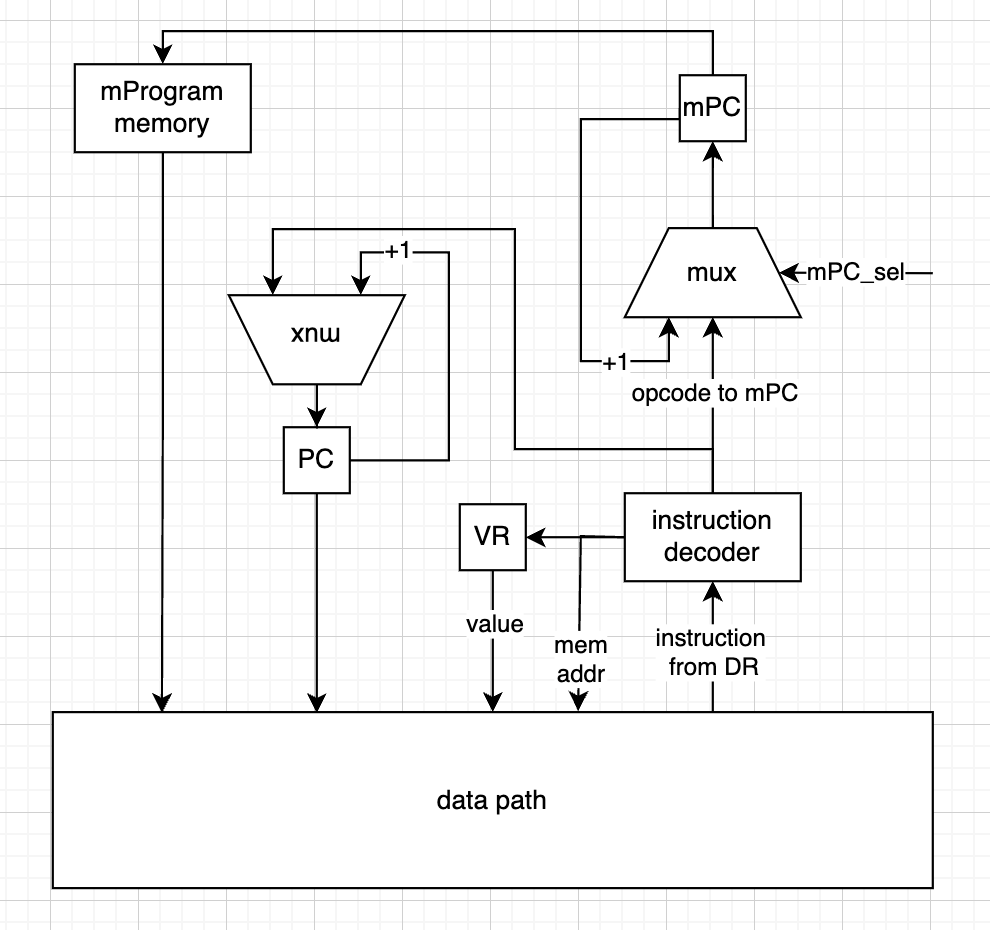 mProgram
memory
mPC
+1
mux
mPC_sel
mux
+1
opcode to mPC
PC
instruction
decoder
VR
value
mem
addr
instruction
from DR
data path